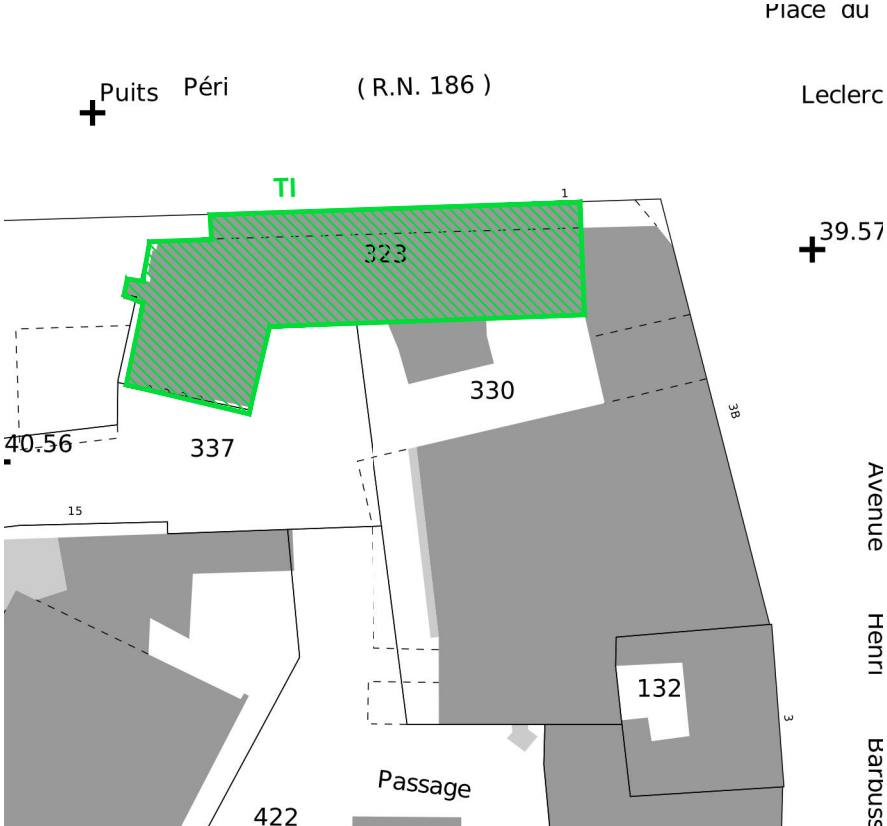 Place du
Puits Péri ( R.N. 186 )
Leclerc
TI
1
39.57
323
330
3B
40.56
337
15
Avenue
Henri
132
3
Barbuss
Passage
422